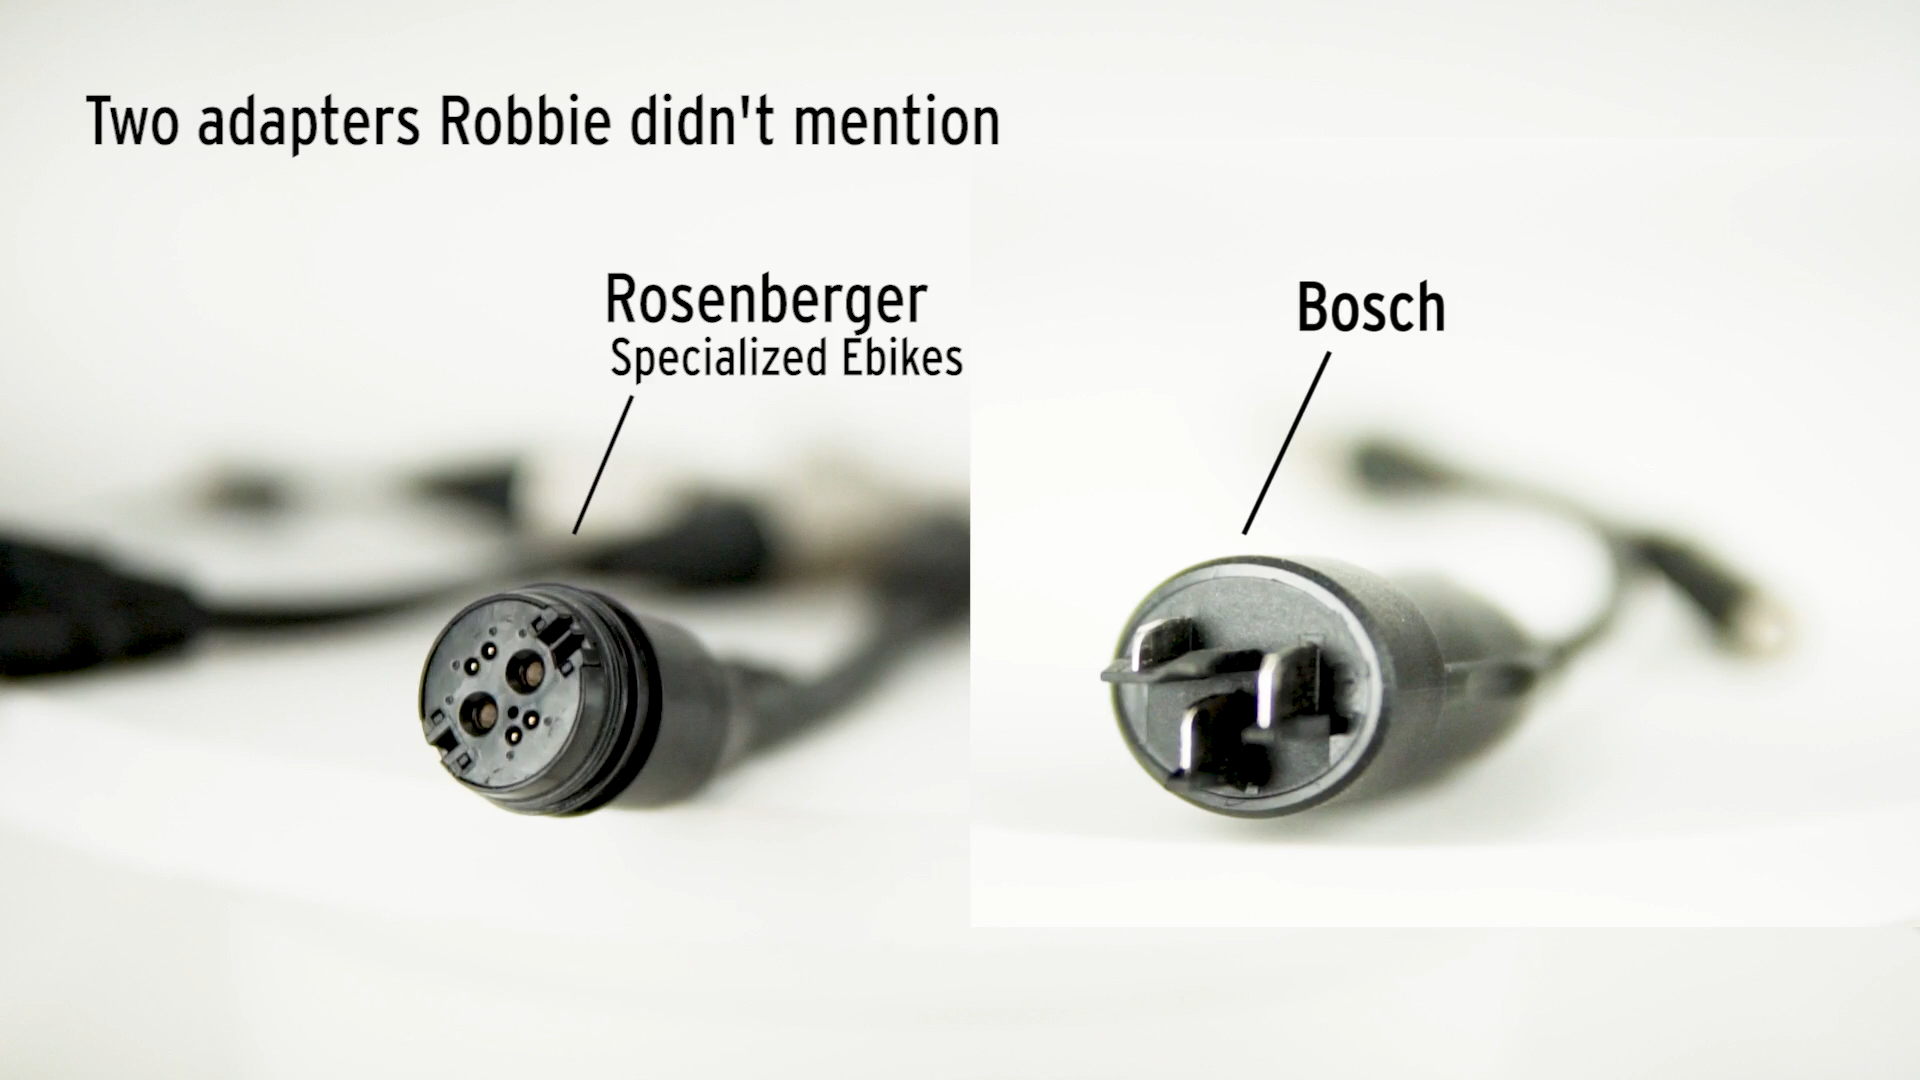 Two adapters Robbie didn't mention
Rosenberger
Specialized Ebikes
Bosch